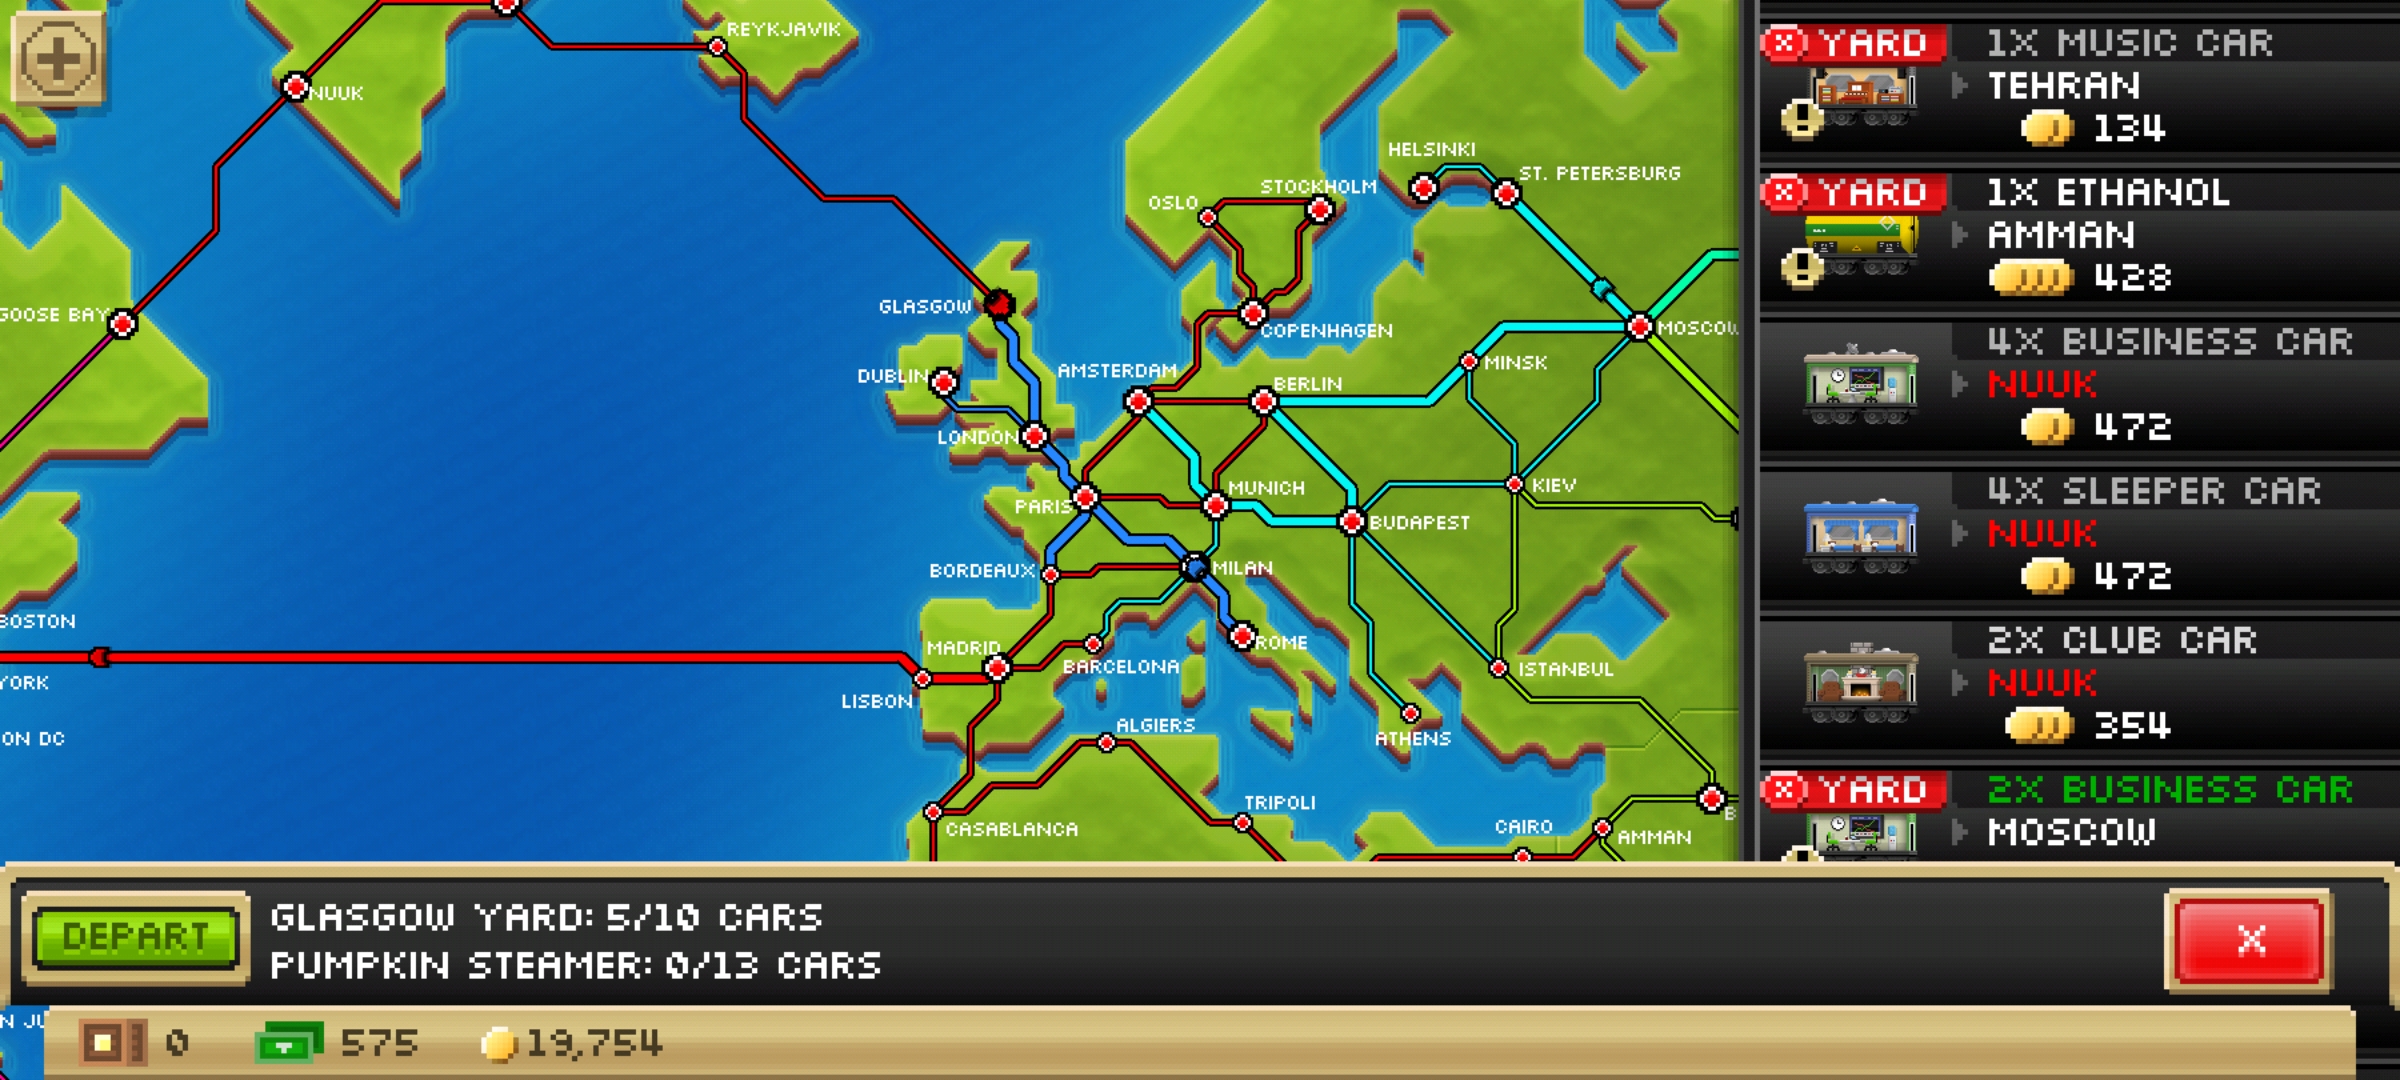 REYKJAVIK
NUUK
GOOSE BAY
BOSTON
YORK
ON DC
GLASGOW
DUBLIN
LONDON
PARIS
BORDEAUX
MADRID
LISBON
BARCELONA
CASABLANCA
ALGIERS
TRIPOLI
OSLO
STOCKHOLM
HELSINKI
ST. PETERSBURG
COPENHAGEN
AMSTERDAM
BERLIN
MINSK
MOSCOW
MUNICH
KIEV
BUDAPEST
MILAN
ROME
ISTANBUL
ATHENS
CAIRO
AMMAN
B
YARD 1X MUSIC CAR
TEHRAN
134
YARD 1X ETHANOL
AMMAN
428
4X BUSINESS CAR
NUUK
472
4X SLEEPER CAR
NUUK
472
2X CLUB CAR
NUUK
354
YARD 2X BUSINESS CAR
MOSCOW
DEPART
GLASGOW YARD: 5/10 CARS
PUMPKIN STEAMER: 0/13 CARS
X
N JU
0 575 19,754